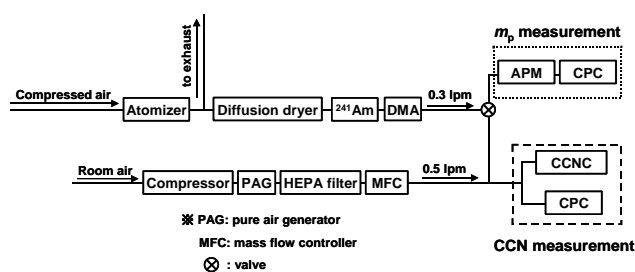 m_p measurement
to exhaust
Compressed air
Atomizer
Diffusion dryer
²⁴¹Am
DMA
0.3 lpm
APM
CPC
Room air
Compressor
PAG
HEPA filter
MFC
0.5 lpm
CCNC
CPC
CCN measurement
※ PAG: pure air generator
MFC: mass flow controller
⊗ : valve